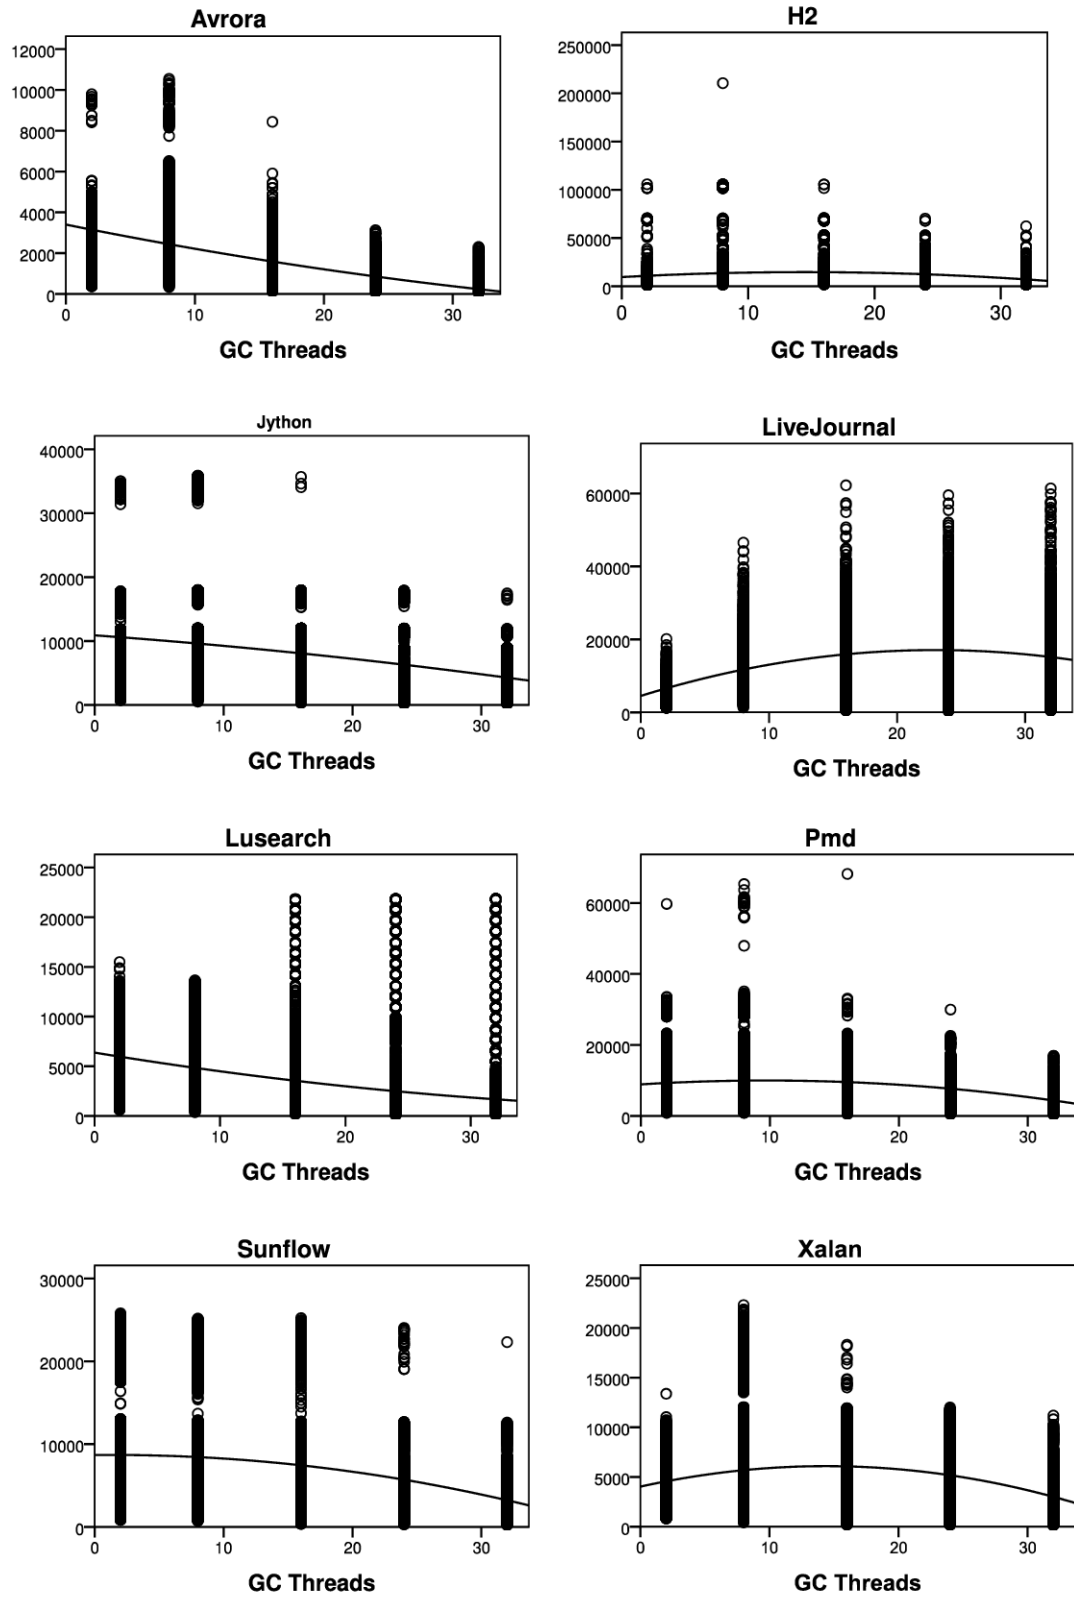 Avrora
12000
10000
8000
6000
4000
2000
0
0 10 20 30
GC Threads
H2
250000
200000
150000
100000
50000
0
0 10 20 30
GC Threads
Jython
40000
30000
20000
10000
0
0 10 20 30
GC Threads
LiveJournal
60000
40000
20000
0
0 10 20 30
GC Threads
Lusearch
25000
20000
15000
10000
5000
0
0 10 20 30
GC Threads
Pmd
60000
40000
20000
0
0 10 20 30
GC Threads
Sunflow
30000
20000
10000
0
0 10 20 30
GC Threads
Xalan
25000
20000
15000
10000
5000
0
0 10 20 30
GC Threads